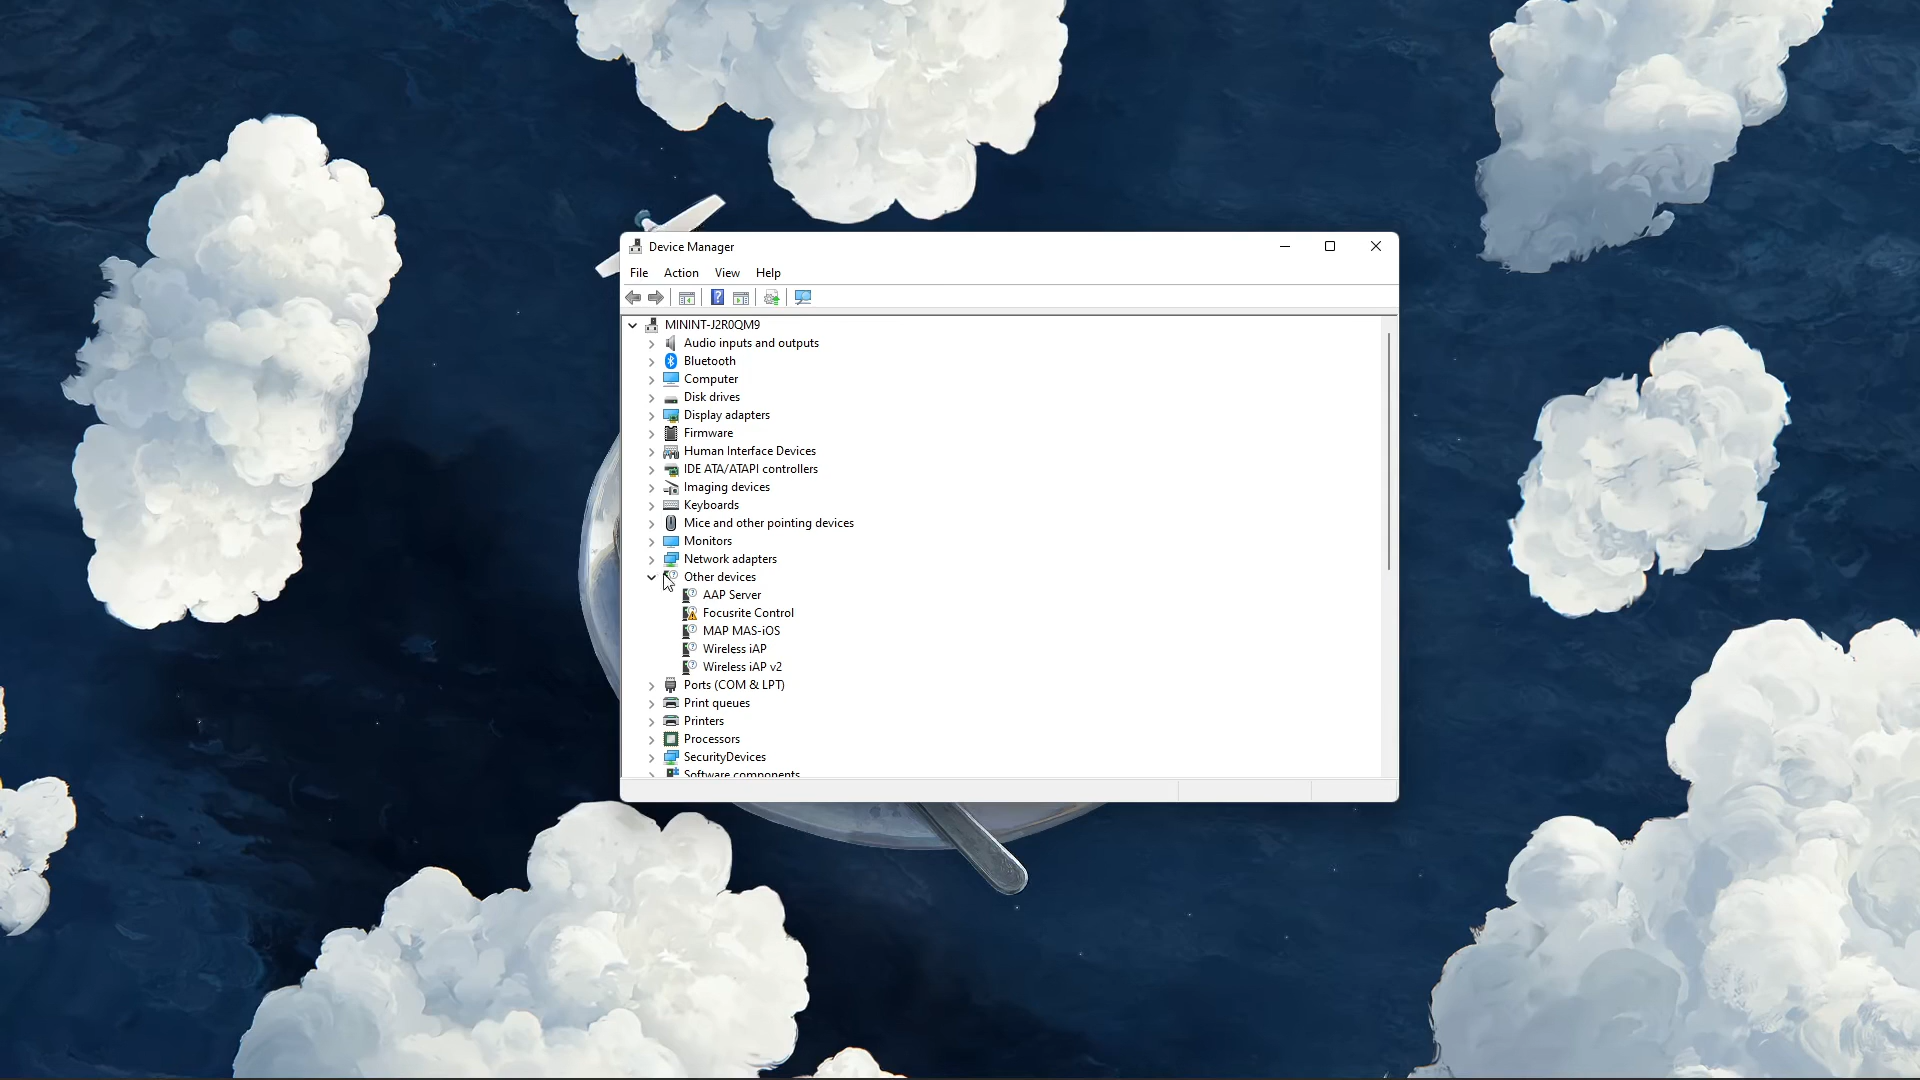 Device Manager
File Action View Help
MININT-J2R0QM9
Audio inputs and outputs
Bluetooth
Computer
Disk drives
Display adapters
Firmware
Human Interface Devices
IDE ATA/ATAPI controllers
Imaging devices
Keyboards
Mice and other pointing devices
Monitors
Network adapters
Other devices
AAP Server
Focusrite Control
MAP MAS-iOS
Wireless iAP
Wireless iAP v2
Ports (COM & LPT)
Print queues
Printers
Processors
SecurityDevices
Software components